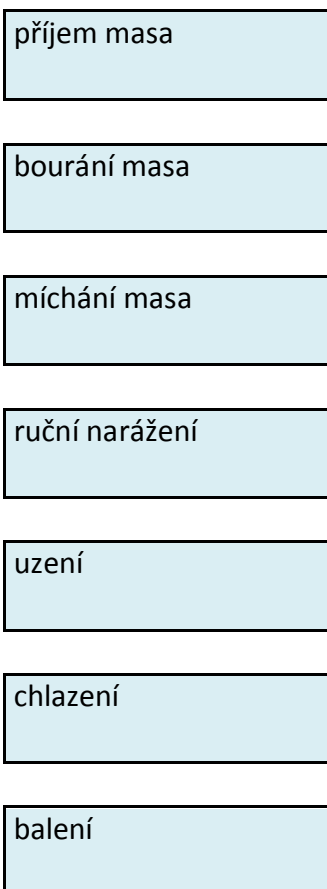 příjem masa
bourání masa
míchání masa
ruční narážení
uzení
chlazení
balení